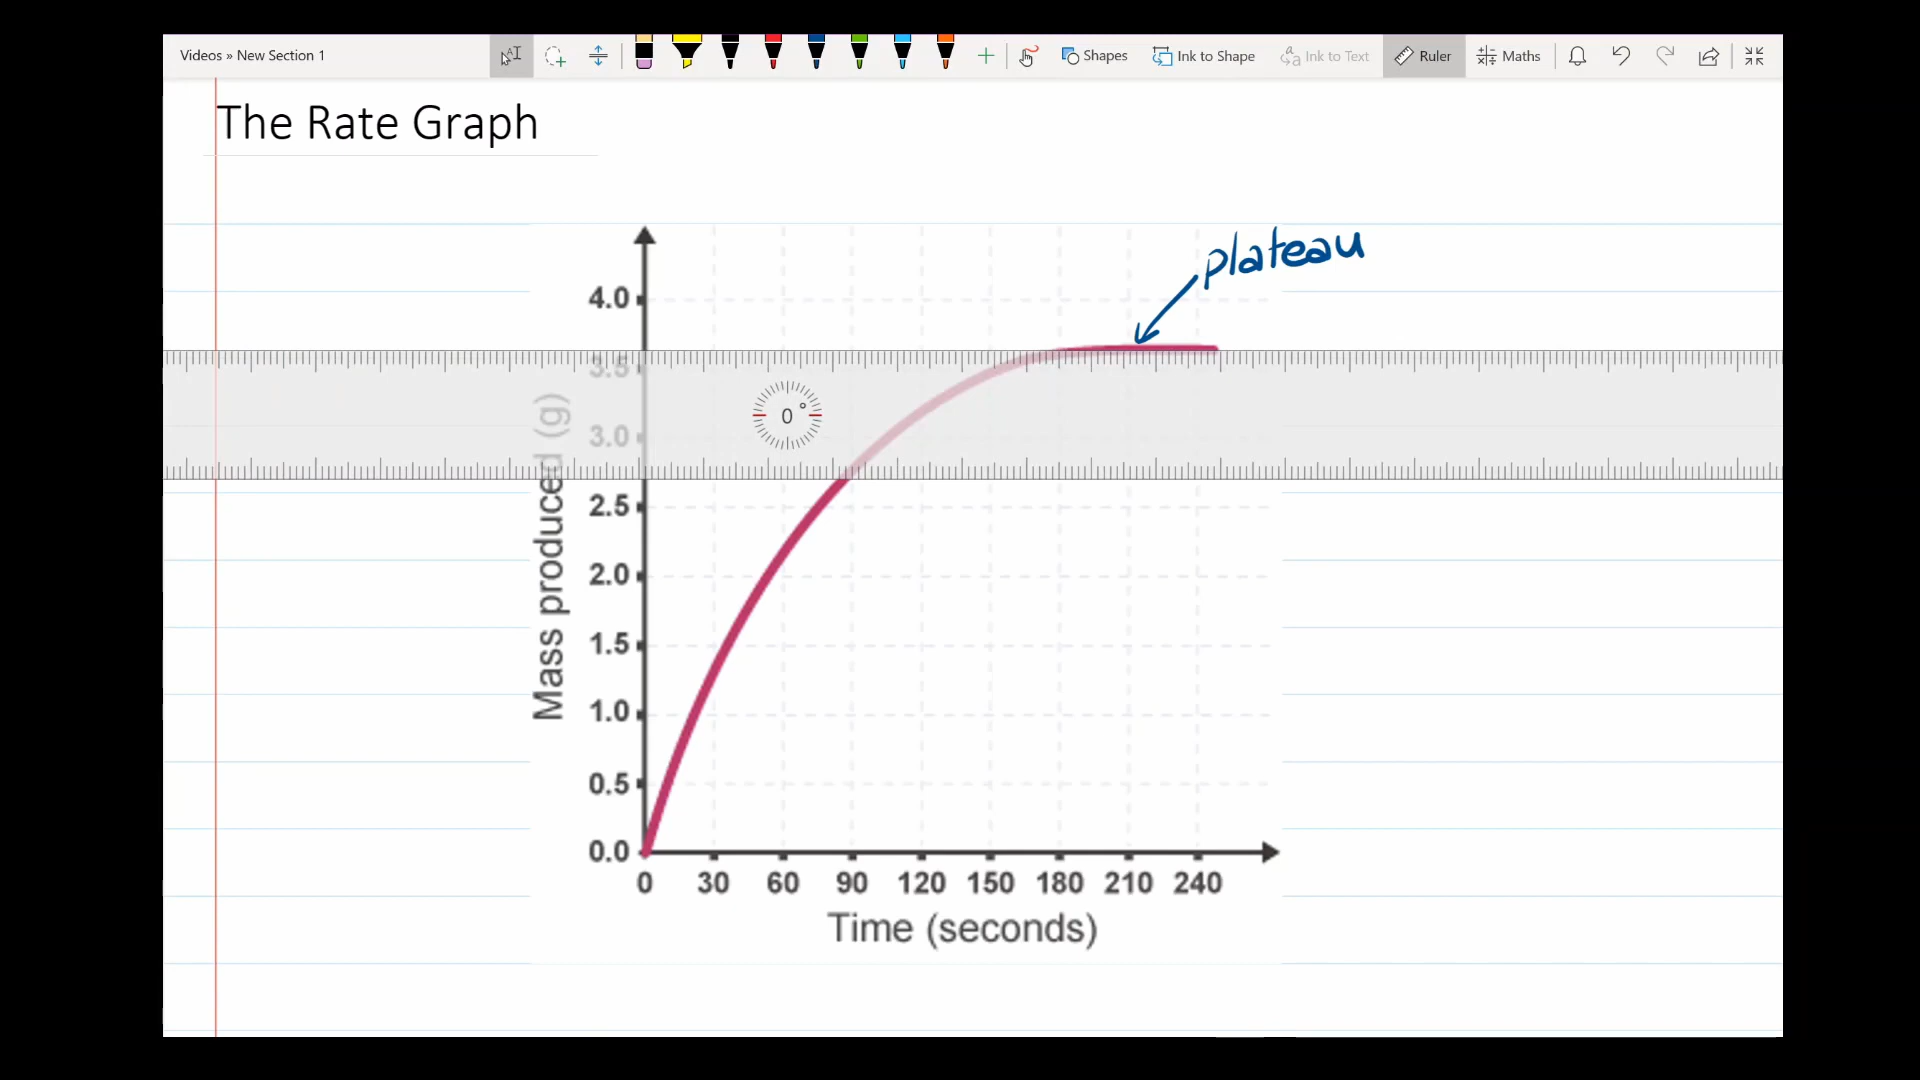 Videos » New Section 1
Shapes
Ink to Shape
Ink to Text
Ruler
Maths
The Rate Graph
plateau
4.0
3.5
0°
3.0
2.5
2.0
1.5
1.0
0.5
0.0
Mass produced (g)
0 30 60 90 120 150 180 210 240
Time (seconds)